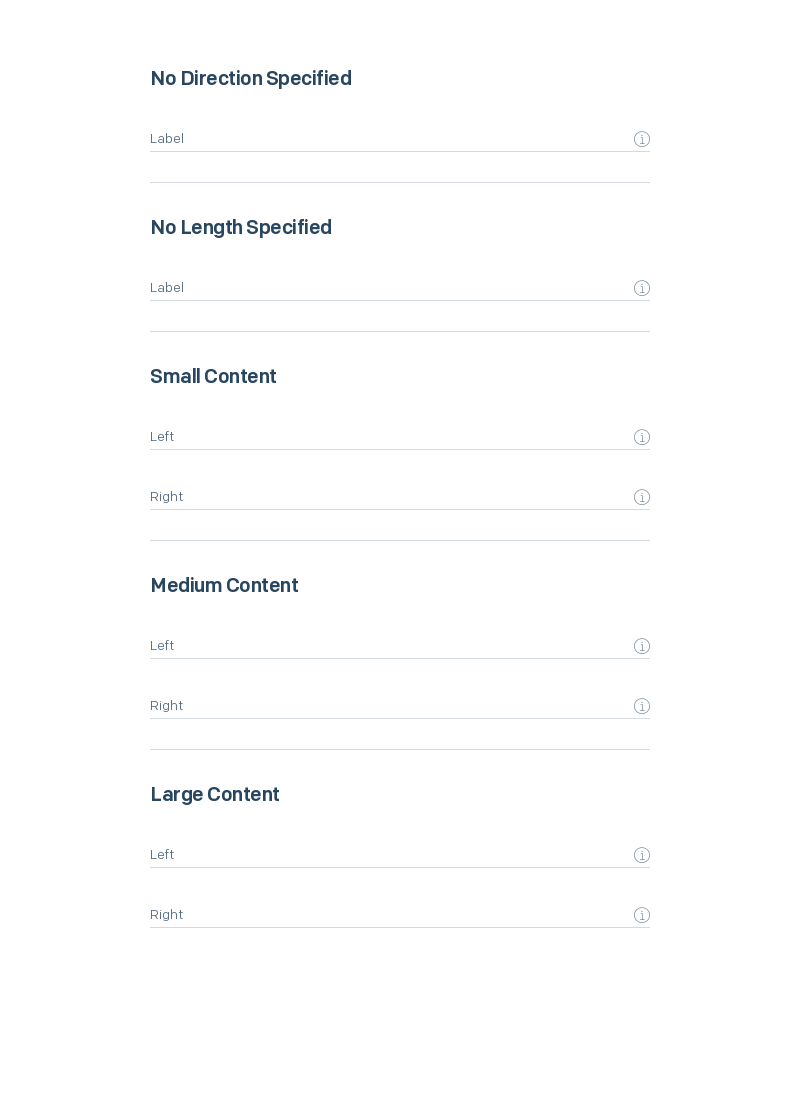 No Direction Specified
Label
No Length Specified
Label
Small Content
Left
Right
Medium Content
Left
Right
Large Content
Left
Right